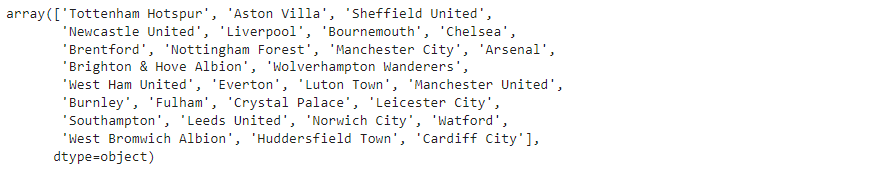 array(['Tottenham Hotspur', 'Aston Villa', 'Sheffield United',
'Newcastle United', 'Liverpool', 'Bournemouth', 'Chelsea',
'Brentford', 'Nottingham Forest', 'Manchester City', 'Arsenal',
'Brighton & Hove Albion', 'Wolverhampton Wanderers',
'West Ham United', 'Everton', 'Luton Town', 'Manchester United',
'Burnley', 'Fulham', 'Crystal Palace', 'Leicester City',
'Southampton', 'Leeds United', 'Norwich City', 'Watford',
'West Bromwich Albion', 'Huddersfield Town', 'Cardiff City'],
dtype=object)